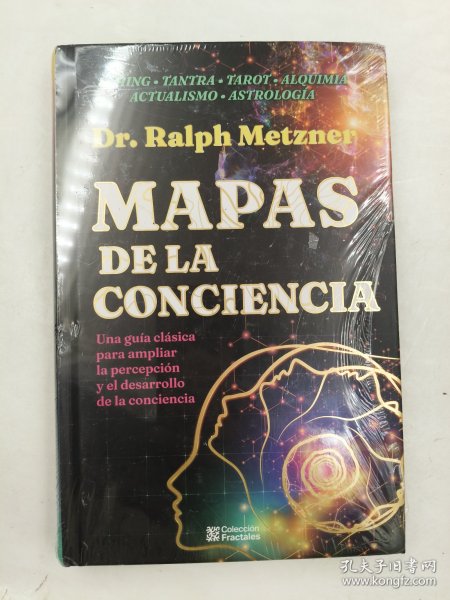 I CHING • TANTRA • TAROT • ALQUIMIA
ACTUALISMO • ASTROLOGÍA
Dr. Ralph Metzner
MAPAS
DE LA
CONCIENCIA
Una guía clásica
para ampliar
la percepción
y el desarrollo
de la conciencia
Colección
Fractales
孔夫子旧书网
www.kongfz.com